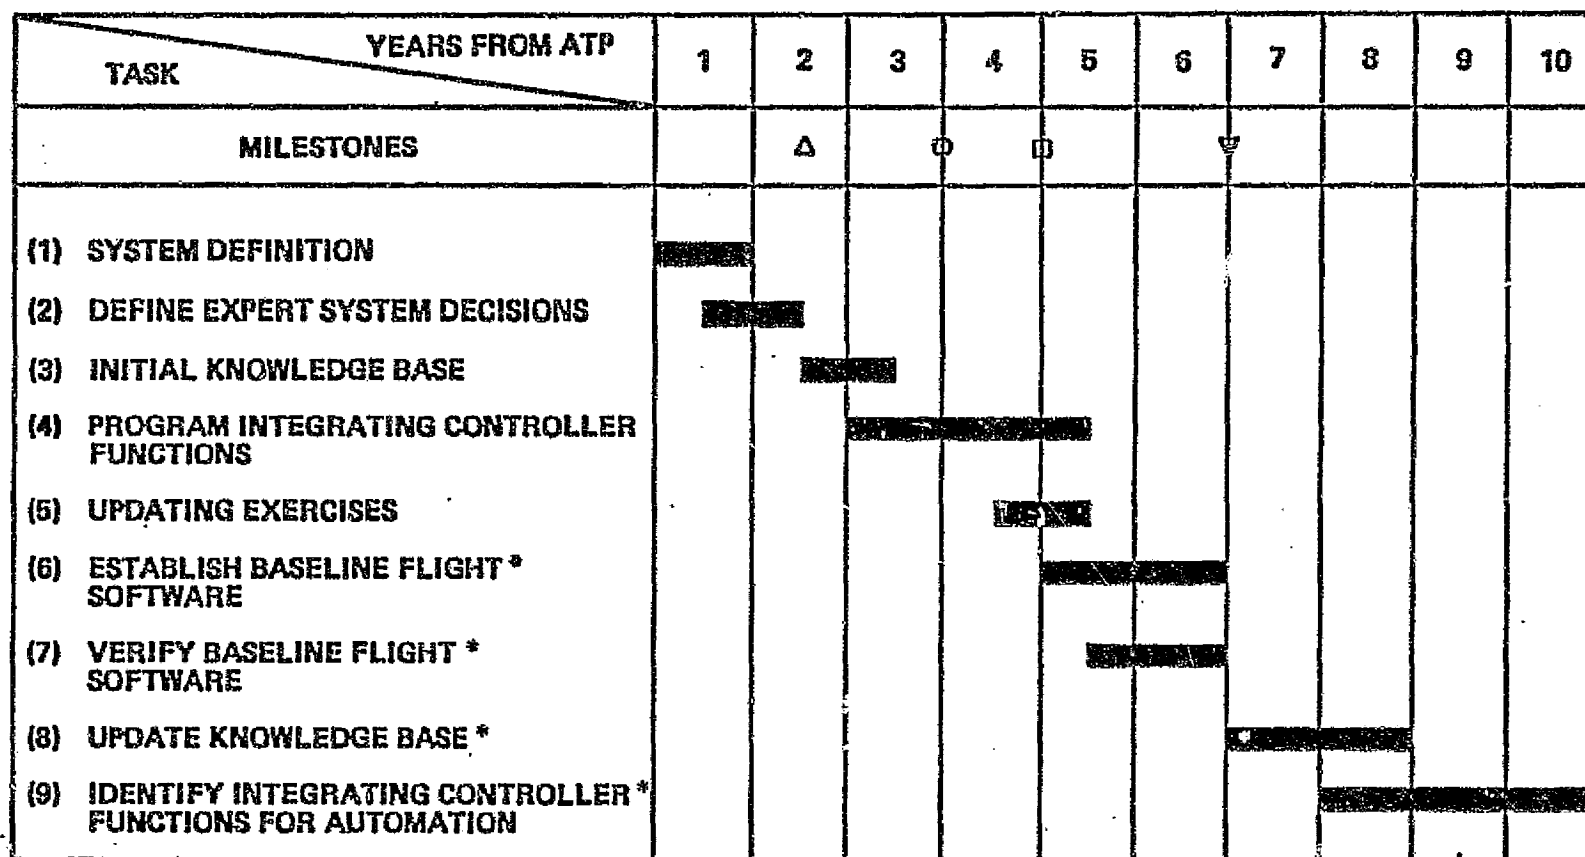 YEARS FROM ATP
TASK
1 2 3 4 5 6 7 8 9 10
MILESTONES
(1) SYSTEM DEFINITION
(2) DEFINE EXPERT SYSTEM DECISIONS
(3) INITIAL KNOWLEDGE BASE
(4) PROGRAM INTEGRATING CONTROLLER
FUNCTIONS
(5) UPDATING EXERCISES
(6) ESTABLISH BASELINE FLIGHT *
SOFTWARE
(7) VERIFY BASELINE FLIGHT *
SOFTWARE
(8) UPDATE KNOWLEDGE BASE *
(9) IDENTIFY INTEGRATING CONTROLLER *
FUNCTIONS FOR AUTOMATION